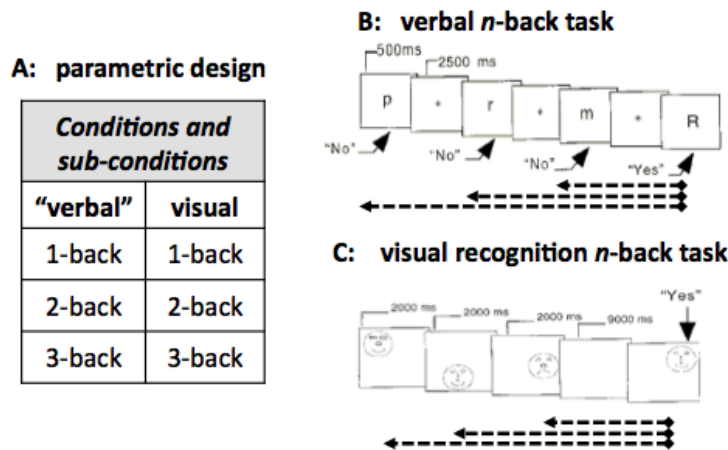 A: parametric design
Conditions and
sub-conditions
"verbal" visual
1-back 1-back
2-back 2-back
3-back 3-back
B: verbal n-back task
500ms
2500 ms
p + r + m + R
"No" "No" "No" "Yes"
C: visual recognition n-back task
"Yes"
2000 ms 2000 ms 2000 ms 9000 ms